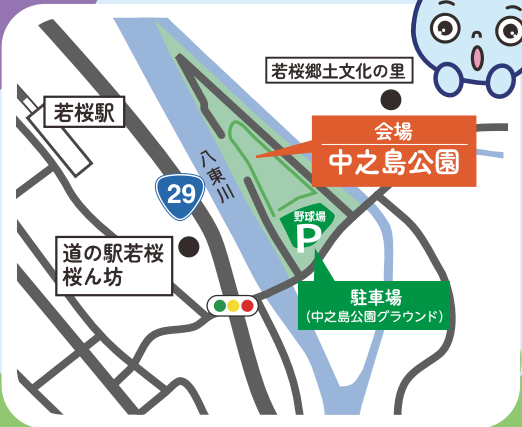 若桜郷土文化の里
若桜駅
会場
中之島公園
八東川
29
野球場
P
道の駅若桜
桜ん坊
駐車場
(中之島公園グラウンド)